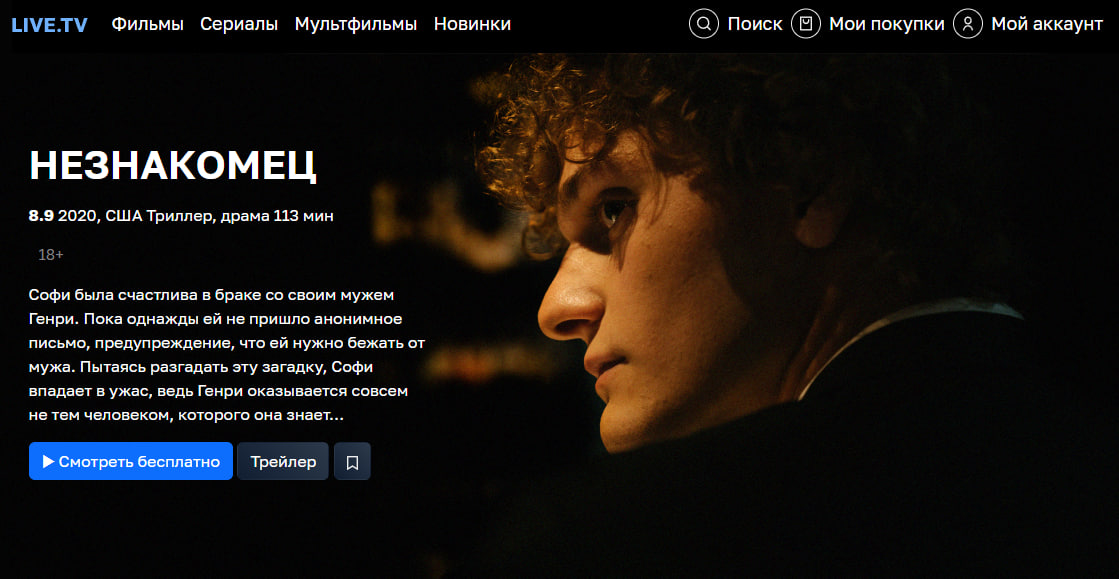 LIVE.TV Фильмы Сериалы Мультфильмы Новинки Поиск Мои покупки Мой аккаунт
НЕЗНАКОМЕЦ
8.9 2020, США Триллер, драма 113 мин
18+
Софи была счастлива в браке со своим мужем
Генри. Пока однажды ей не пришло анонимное
письмо, предупреждение, что ей нужно бежать от
мужа. Пытаясь разгадать эту загадку, Софи
впадает в ужас, ведь Генри оказывается совсем
не тем человеком, которого она знает...
Смотреть бесплатно Трейлер